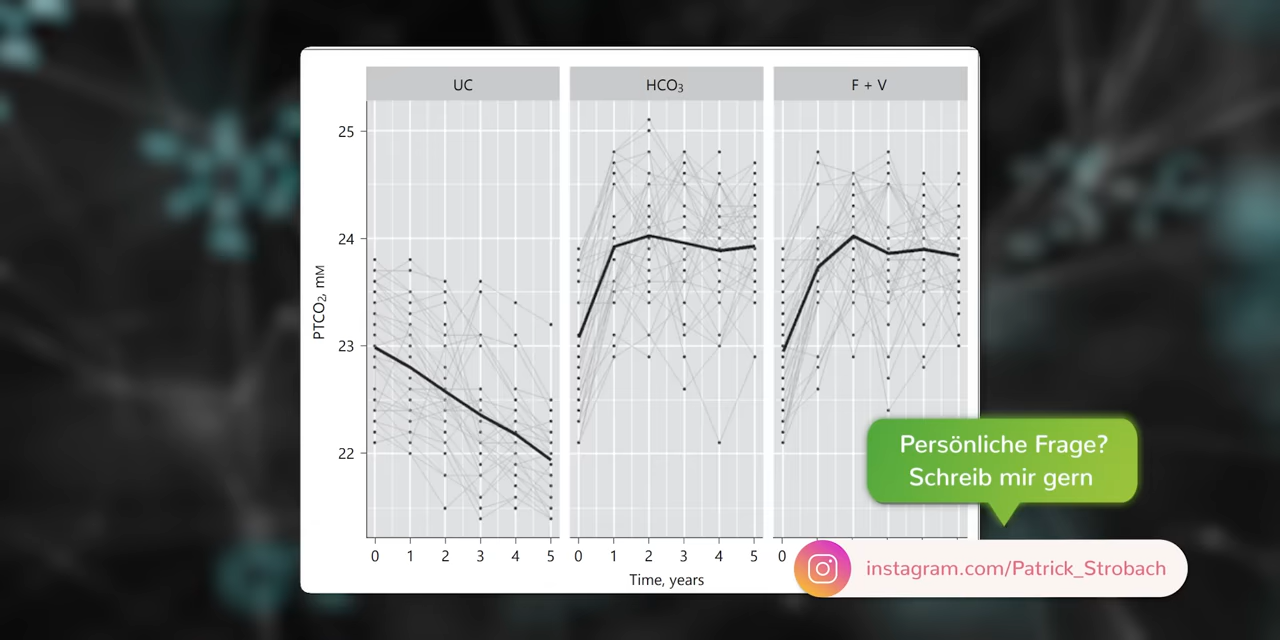 UC
HCO₃
F + V
25
24
23
22
PTCO₂, mM
0 1 2 3 4 5
0 1 2 3 4 5
0
Time, years
Persönliche Frage?
Schreib mir gern
instagram.com/Patrick_Strobach